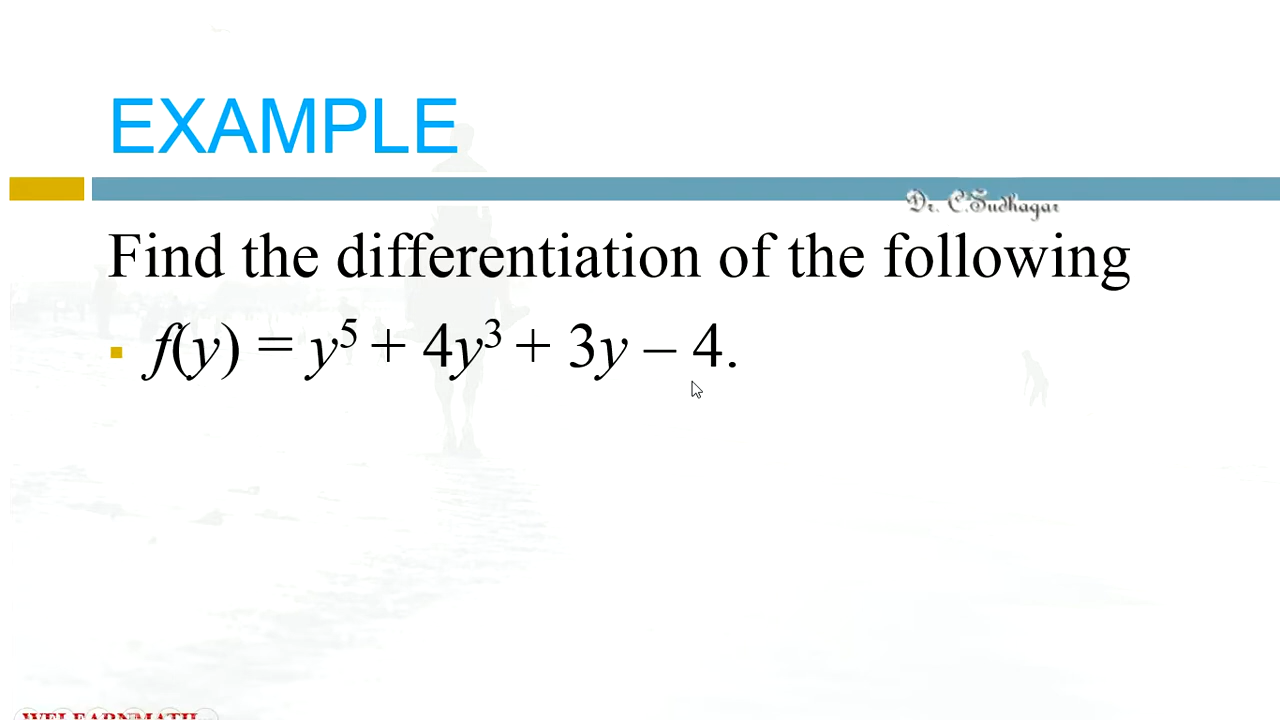 EXAMPLE
Dr. C.Sudhagar
Find the differentiation of the following
▪ f(y) = y⁵ + 4y³ + 3y – 4.
WELEARNMATH